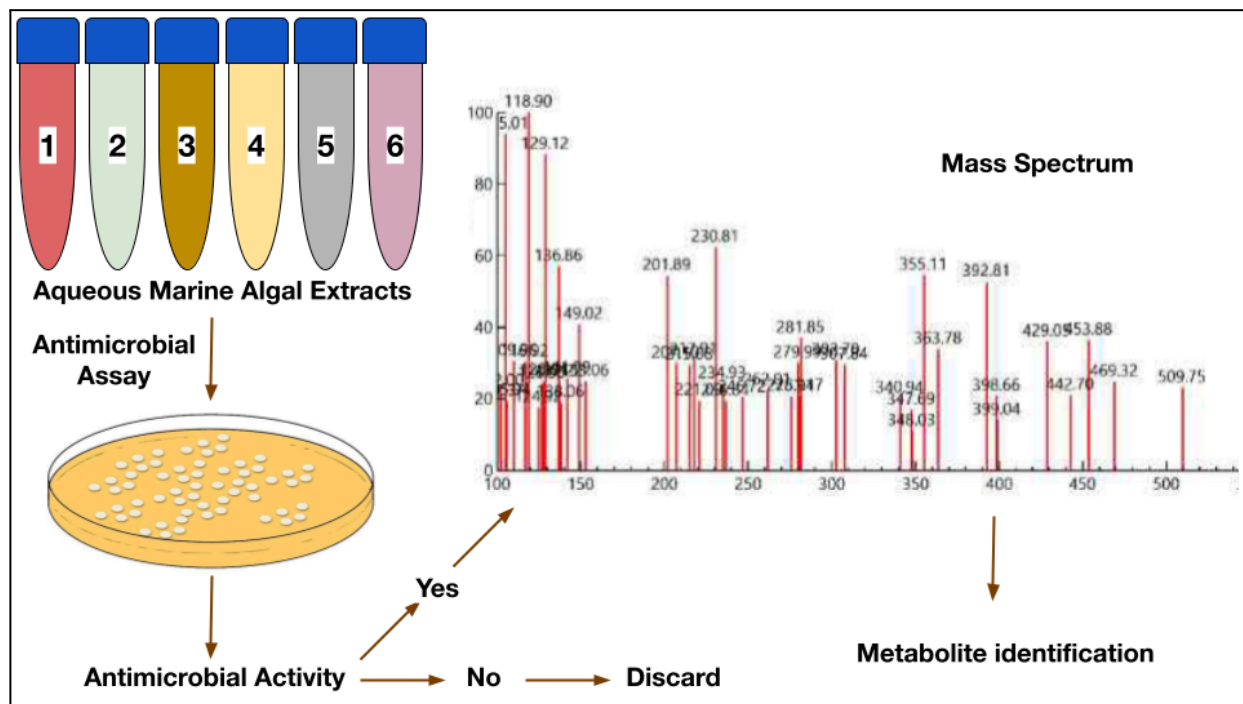 1 2 3 4 5 6
Aqueous Marine Algal Extracts
Antimicrobial
Assay
Antimicrobial Activity
Yes
No
Discard
Mass Spectrum
100
80
60
40
20
0
118.90
5.01
129.12
230.81
136.86
201.89
355.11
392.81
149.02
281.85
429.05
453.88
363.78
234.93
469.32
340.94
398.66
442.70
509.75
347.69
348.03
399.04
100 150 200 250 300 350 400 450 500
Metabolite identification